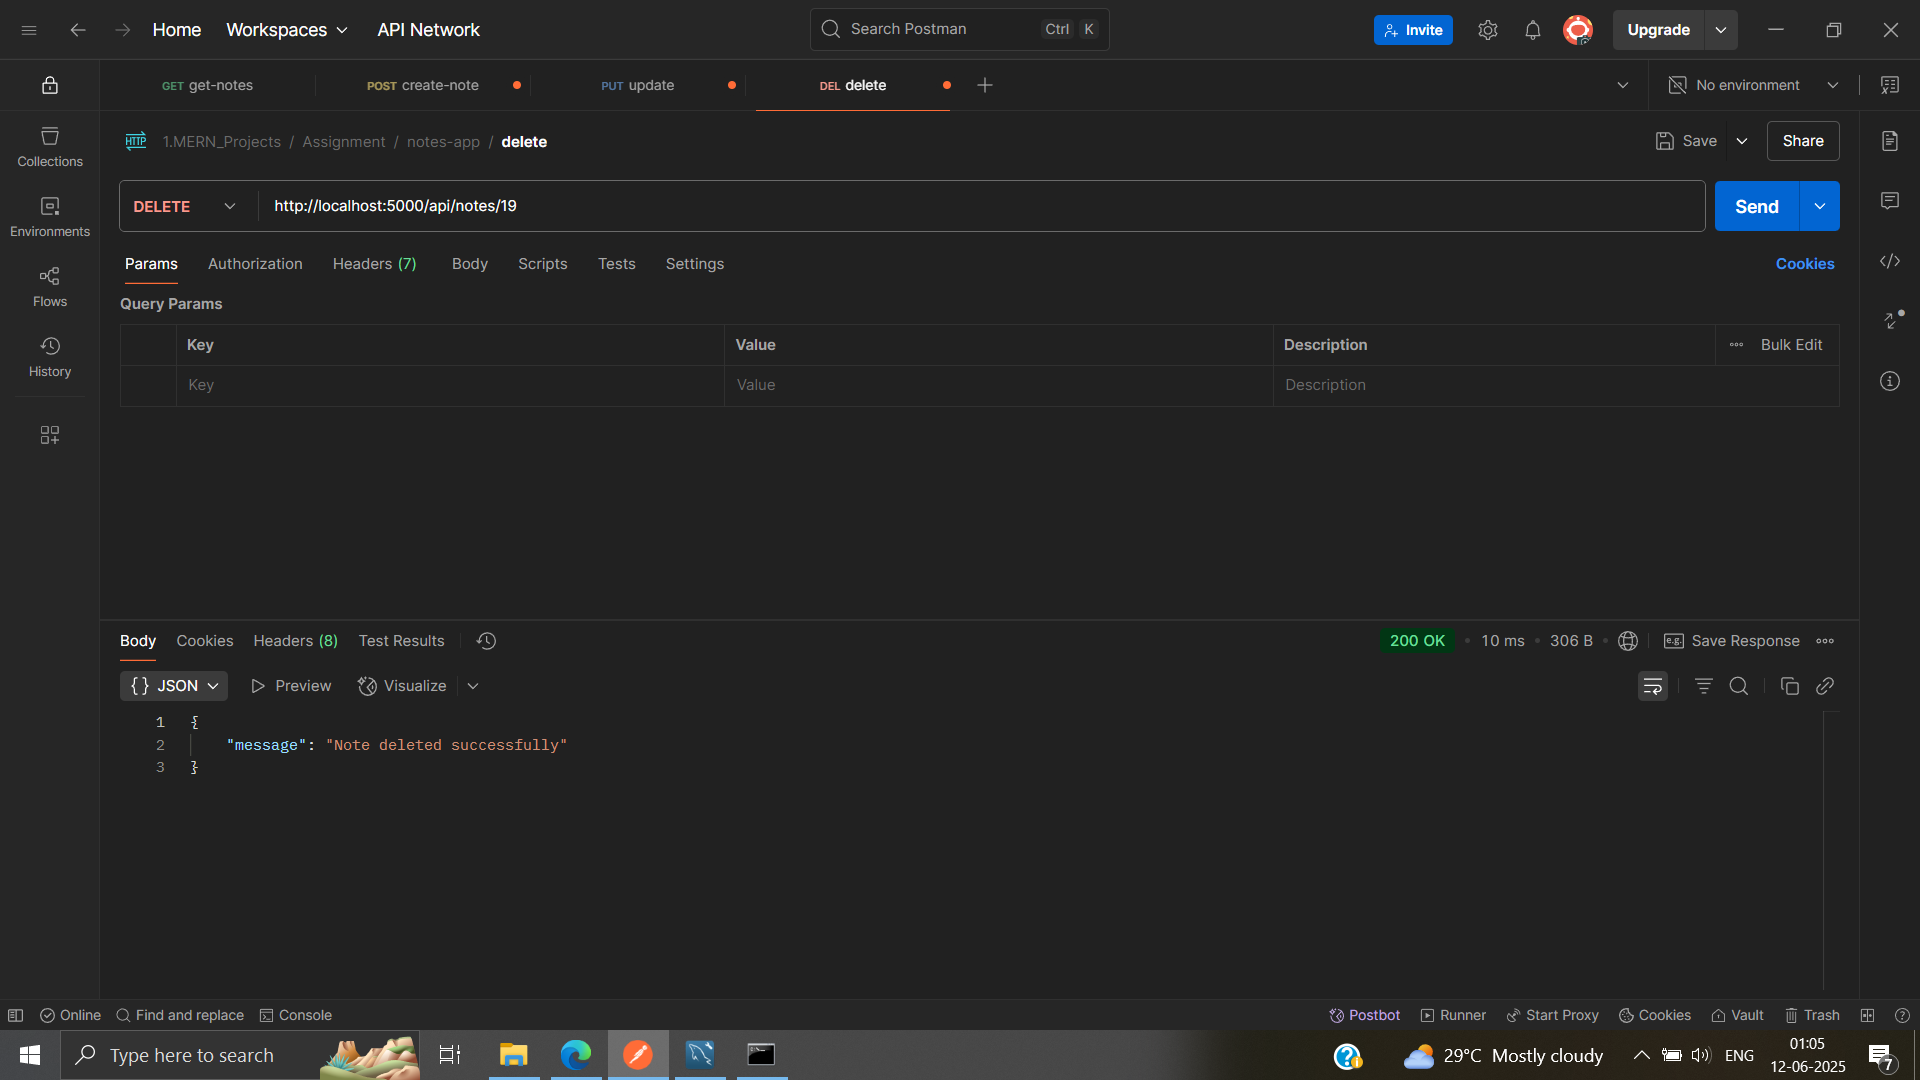 Home Workspaces API Network Search Postman Ctrl K Invite Upgrade
GET get-notes POST create-note PUT update DEL delete No environment
HTTP 1.MERN_Projects / Assignment / notes-app / delete Save Share
DELETE http://localhost:5000/api/notes/19 Send
Collections
Environments
Flows
History
Params Authorization Headers (7) Body Scripts Tests Settings Cookies
Query Params
Key Value Description Bulk Edit
Key Value Description
Body Cookies Headers (8) Test Results 200 OK 10 ms 306 B e.g. Save Response
{} JSON Preview Visualize
1 {
2 "message": "Note deleted successfully"
3 }
Online Find and replace Console Postbot Runner Start Proxy Cookies Vault Trash
Type here to search 29°C Mostly cloudy ENG 01:05
12-06-2025 7